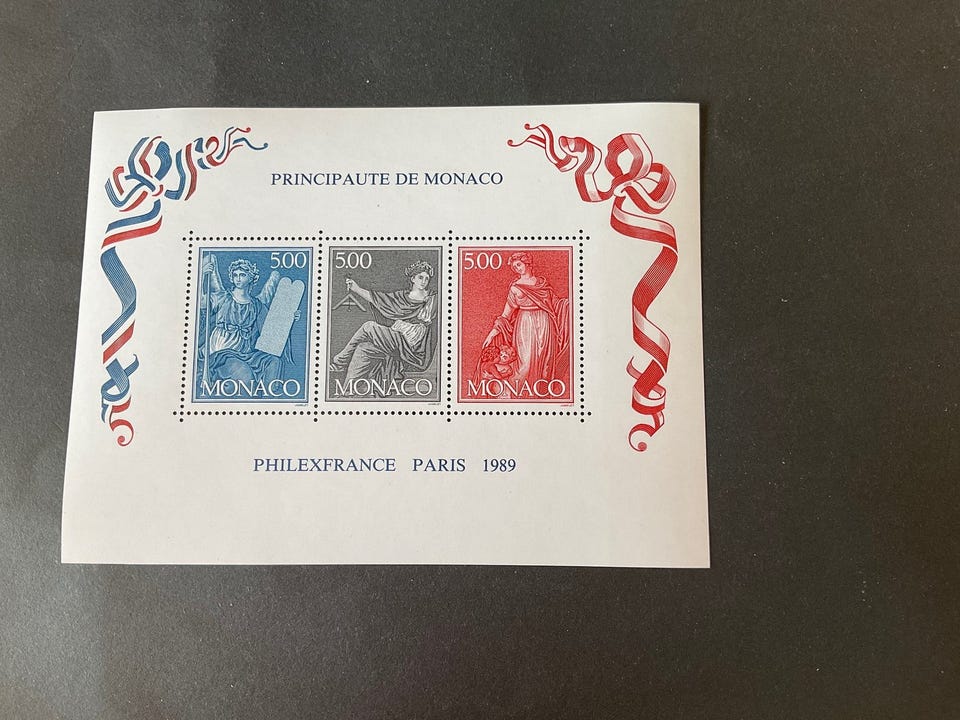 PRINCIPAUTE DE MONACO
5.00
5.00
5.00
MONACO
MONACO
MONACO
PHILEXFRANCE PARIS 1989